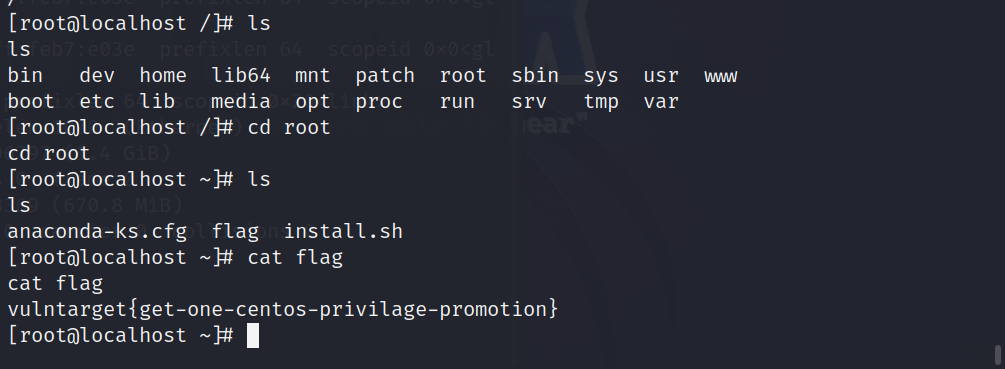 [root@localhost /]# ls
ls
bin   dev  home  lib64  mnt  patch  root  sbin  sys  usr  www
boot  etc  lib   media  opt  proc   run   srv   tmp  var
[root@localhost /]# cd root
cd root
[root@localhost ~]# ls
ls
anaconda-ks.cfg  flag  install.sh
[root@localhost ~]# cat flag
cat flag
vulntarget{get-one-centos-privilage-promotion}
[root@localhost ~]#